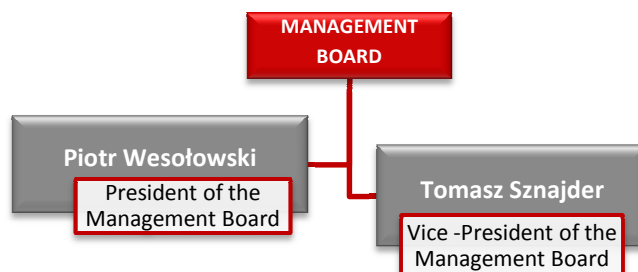 MANAGEMENT
BOARD
Piotr Wesołowski
President of the
Management Board
Tomasz Sznajder
Vice -President of the
Management Board